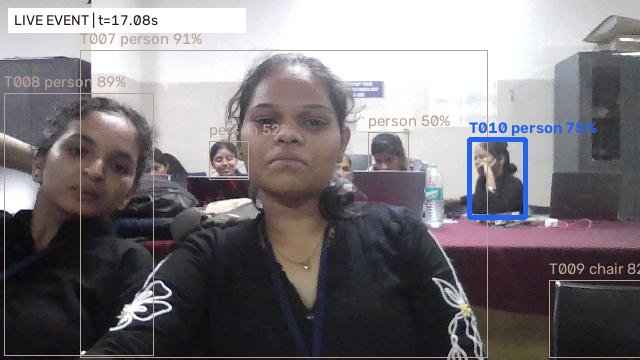 LIVE EVENT | t=17.08s
T007 person 91%
T008 person 89%
person 52%
person 50%
T010 person 75%
T009 chair 82